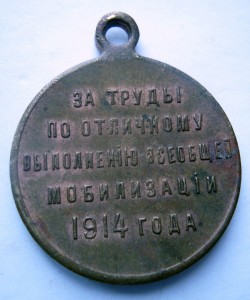 ЗА ТРУДЫ
ПО ОТЛИЧНОМУ
ВЫПОЛНЕНІЮ ВСЕОБЩЕЙ
МОБИЛИЗАЦІИ
1914 ГОДА